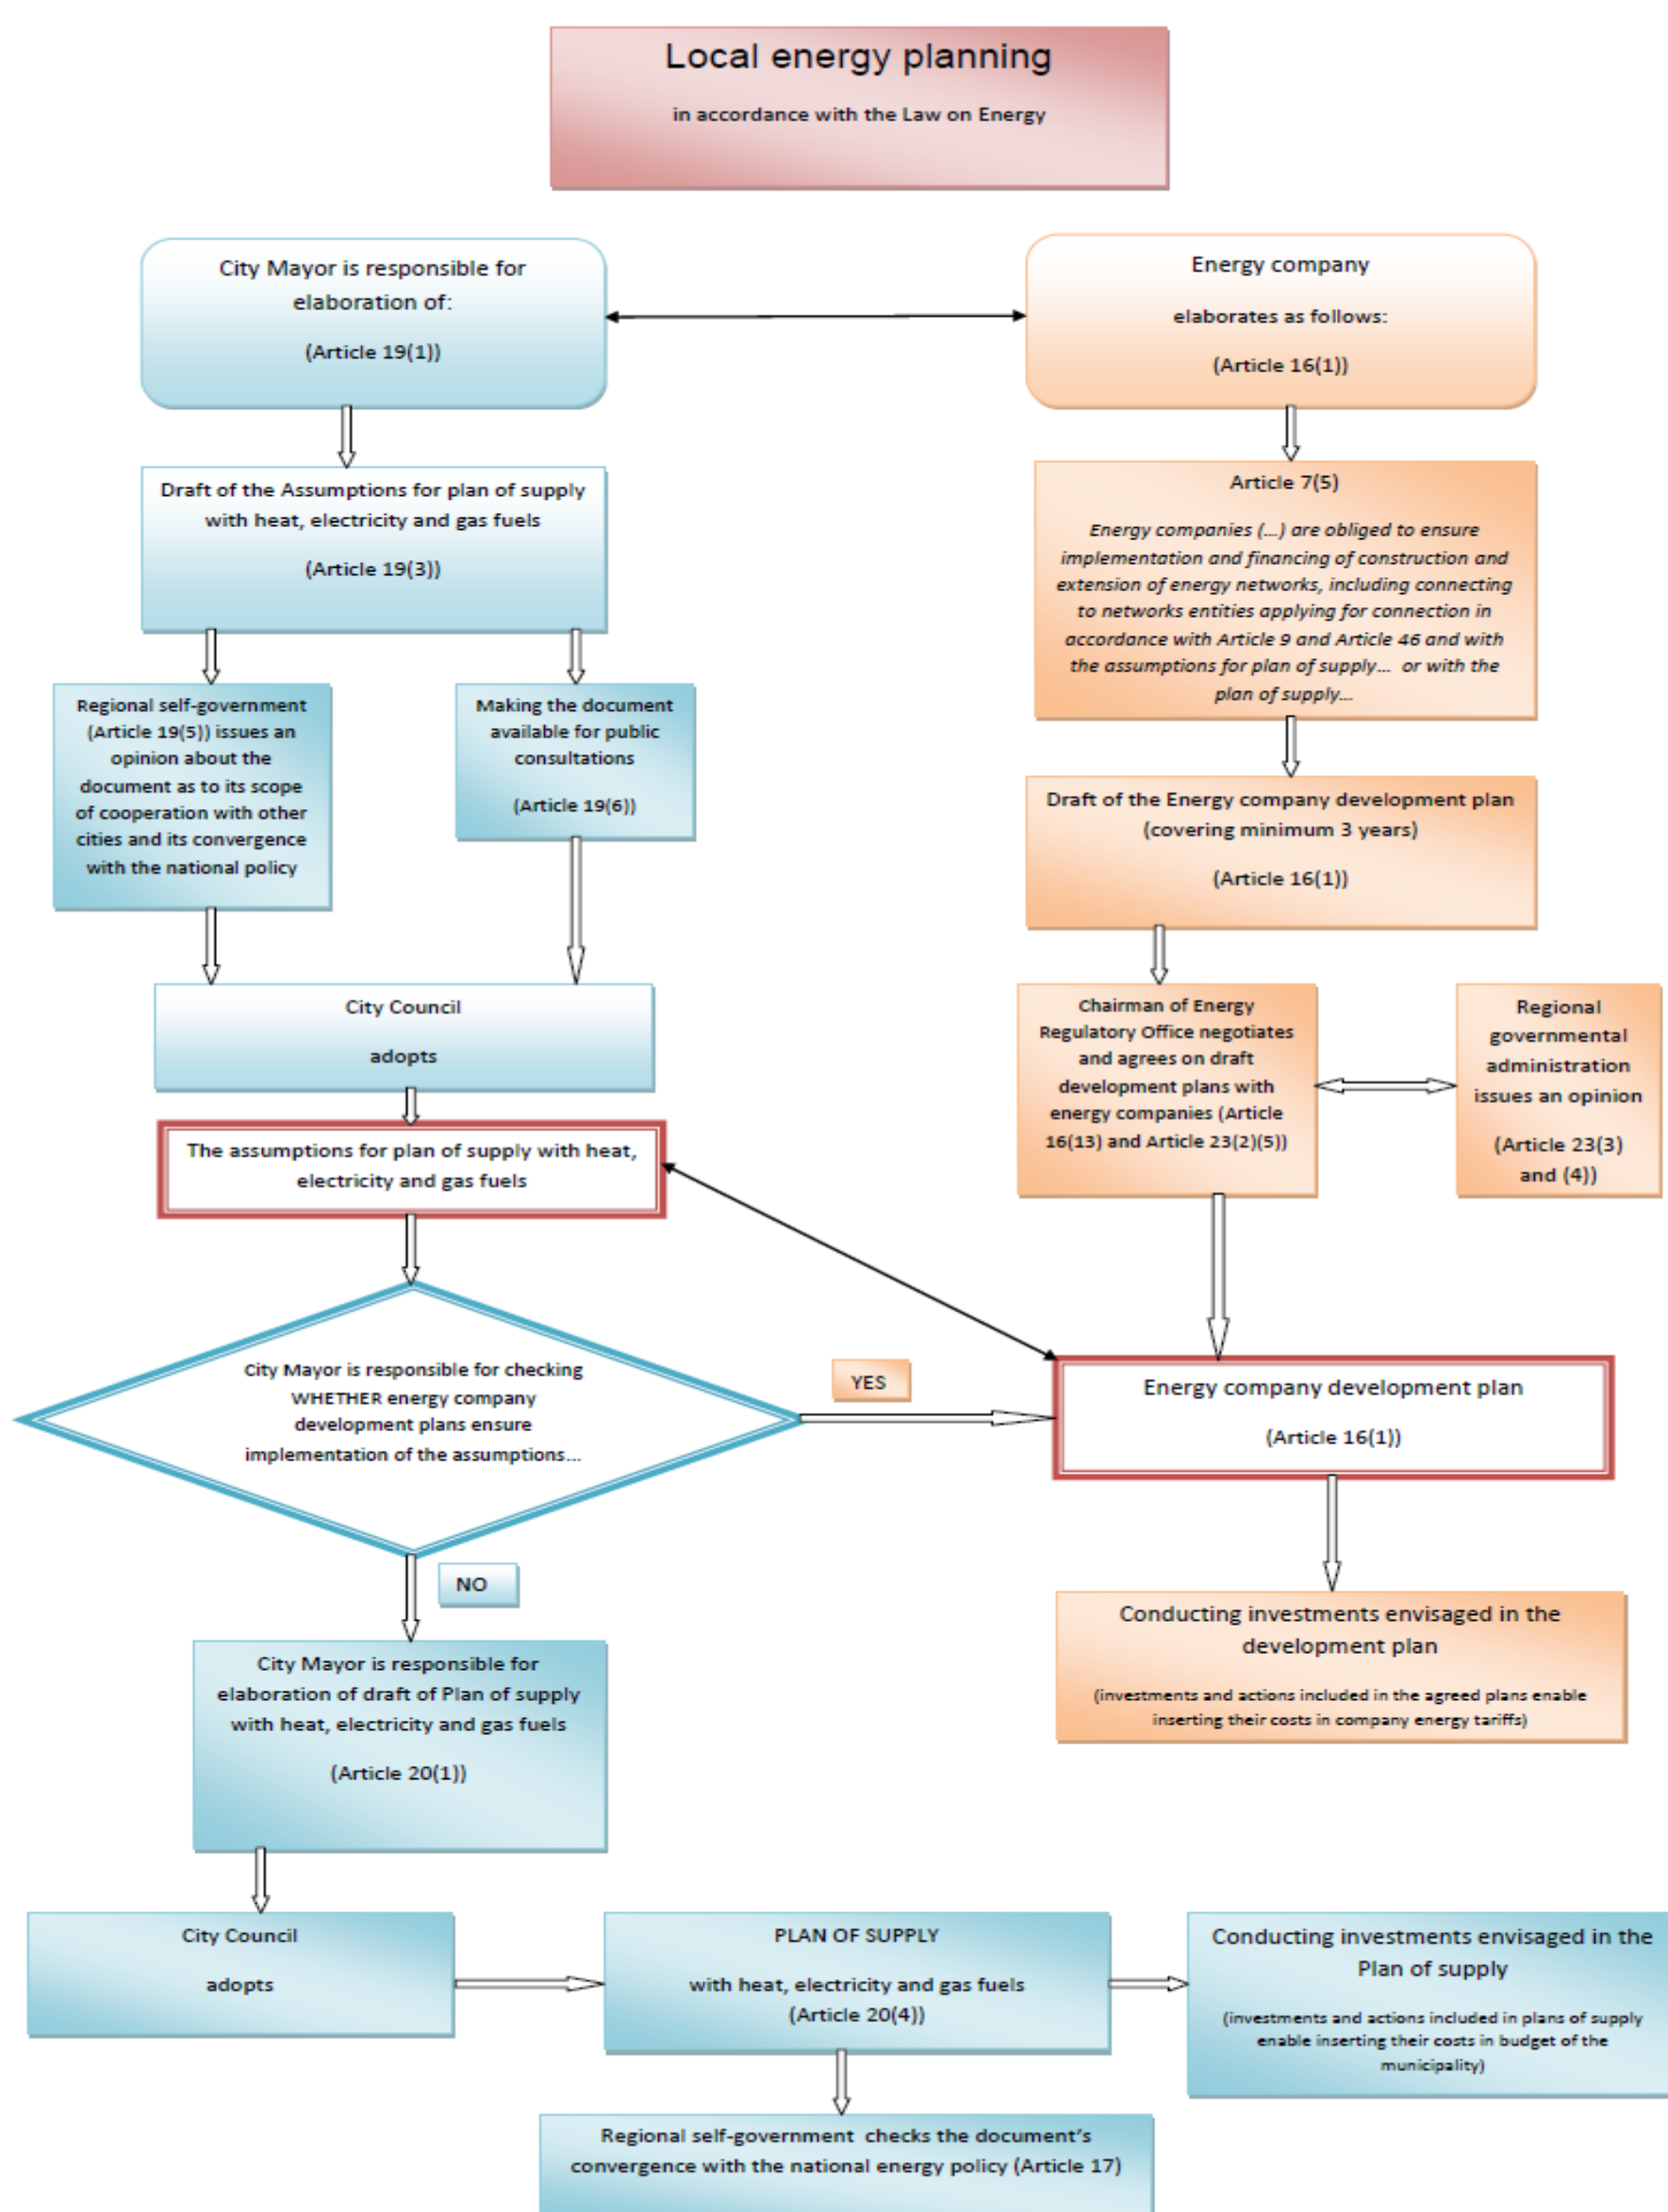 Local energy planning
in accordance with the Law on Energy
City Mayor is responsible for
elaboration of:
(Article 19(1))
Energy company
elaborates as follows:
(Article 16(1))
Draft of the Assumptions for plan of supply
with heat, electricity and gas fuels
(Article 19(3))
Article 7(5)
Energy companies (...) are obliged to ensure
implementation and financing of construction and
extension of energy networks, including connecting
to networks entities applying for connection in
accordance with Article 9 and Article 46 and with
the assumptions for plan of supply... or with the
plan of supply...
Regional self-government
(Article 19(5)) issues an
opinion about the
document as to its scope
of cooperation with other
cities and its convergence
with the national policy
Making the document
available for public
consultations
(Article 19(6))
Draft of the Energy company development plan
(covering minimum 3 years)
(Article 16(1))
City Council
adopts
Chairman of Energy
Regulatory Office negotiates
and agrees on draft
development plans with
energy companies (Article
16(13) and Article 23(2)(5))
Regional
governmental
administration
issues an opinion
(Article 23(3)
and (4))
The assumptions for plan of supply with heat,
electricity and gas fuels
City Mayor is responsible for checking
WHETHER energy company
development plans ensure
implementation of the assumptions...
YES
Energy company development plan
(Article 16(1))
NO
Conducting investments envisaged in the
development plan
(investments and actions included in the agreed plans enable
inserting their costs in company energy tariffs)
City Mayor is responsible for
elaboration of draft of Plan of supply
with heat, electricity and gas fuels
(Article 20(1))
City Council
adopts
PLAN OF SUPPLY
with heat, electricity and gas fuels
(Article 20(4))
Conducting investments envisaged in the
Plan of supply
(investments and actions included in plans of supply
enable inserting their costs in budget of the
municipality)
Regional self-government checks the document's
convergence with the national energy policy (Article 17)